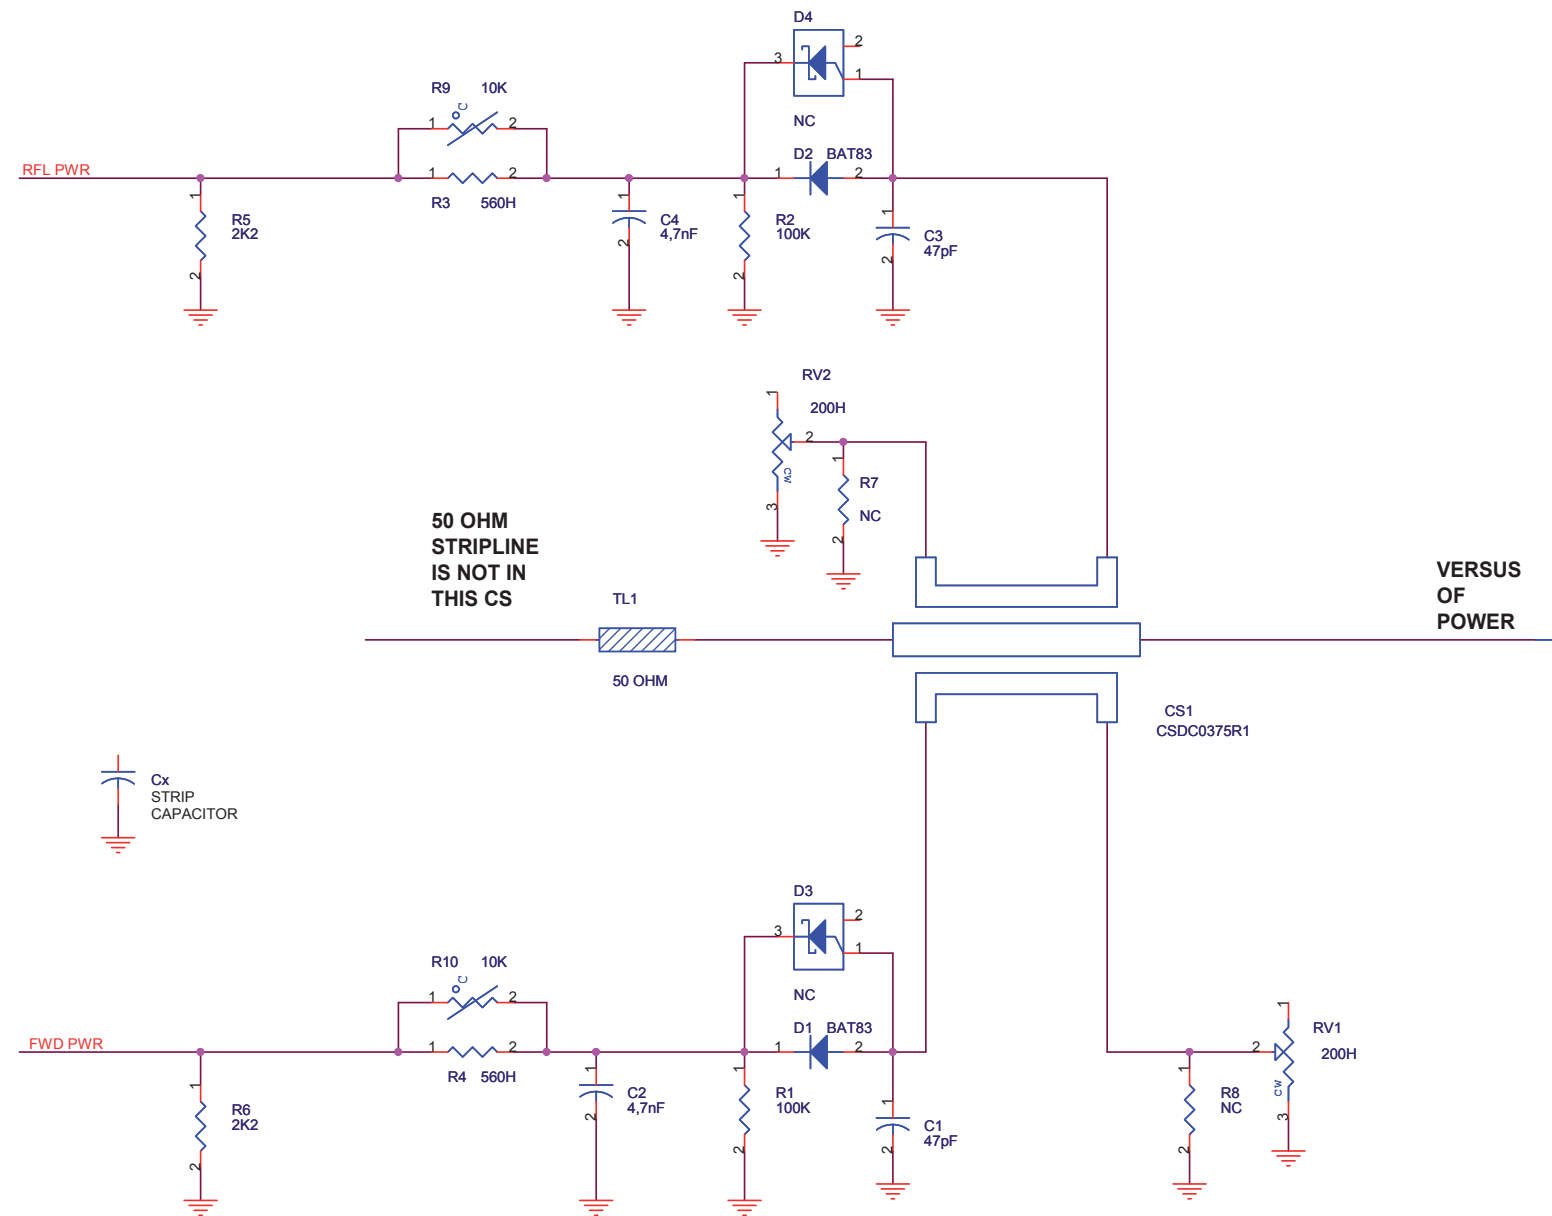 D4
2
3
1
NC
R9 10K
°C
1 2
RFL PWR
1 2
R3 560H
D2 BAT83
1 2
1
R5
2K2
2
1
C4
4,7nF
2
1
R2
100K
2
1
C3
47pF
2
RV2
200H
1
2
CW
3
1
R7
NC
2
50 OHM
STRIPLINE
IS NOT IN
THIS CS
TL1
50 OHM
VERSUS
OF
POWER
CS1
CSDC0375R1
Cx
STRIP
CAPACITOR
D3
2
3
1
NC
R10 10K
°C
1 2
FWD PWR
1 2
R4 560H
D1 BAT83
1 2
1
R6
2K2
2
1
C2
4,7nF
2
1
R1
100K
2
1
C1
47pF
2
1
R8
NC
2
RV1
200H
1
2
CW
3